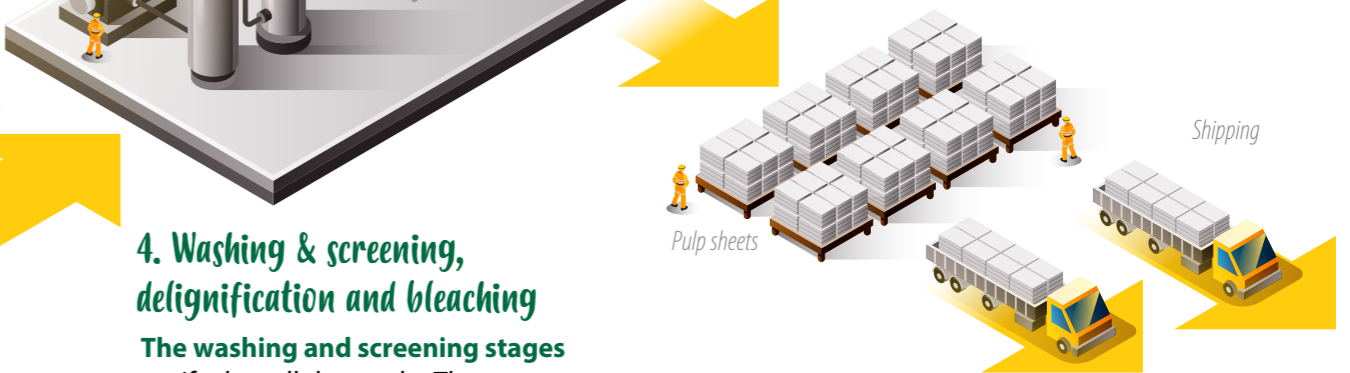 Shipping
Pulp sheets
4. Washing & screening,
delignification and bleaching
The washing and screening stages